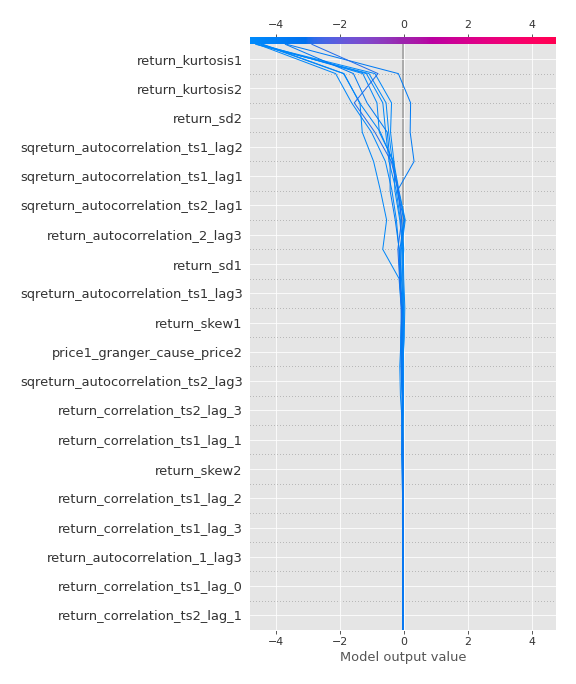 −4 −2 0 2 4
return_kurtosis1
return_kurtosis2
return_sd2
sqreturn_autocorrelation_ts1_lag2
sqreturn_autocorrelation_ts1_lag1
sqreturn_autocorrelation_ts2_lag1
return_autocorrelation_2_lag3
return_sd1
sqreturn_autocorrelation_ts1_lag3
return_skew1
price1_granger_cause_price2
sqreturn_autocorrelation_ts2_lag3
return_correlation_ts2_lag_3
return_correlation_ts1_lag_1
return_skew2
return_correlation_ts1_lag_2
return_correlation_ts1_lag_3
return_autocorrelation_1_lag3
return_correlation_ts1_lag_0
return_correlation_ts2_lag_1
−4 −2 0 2 4
Model output value